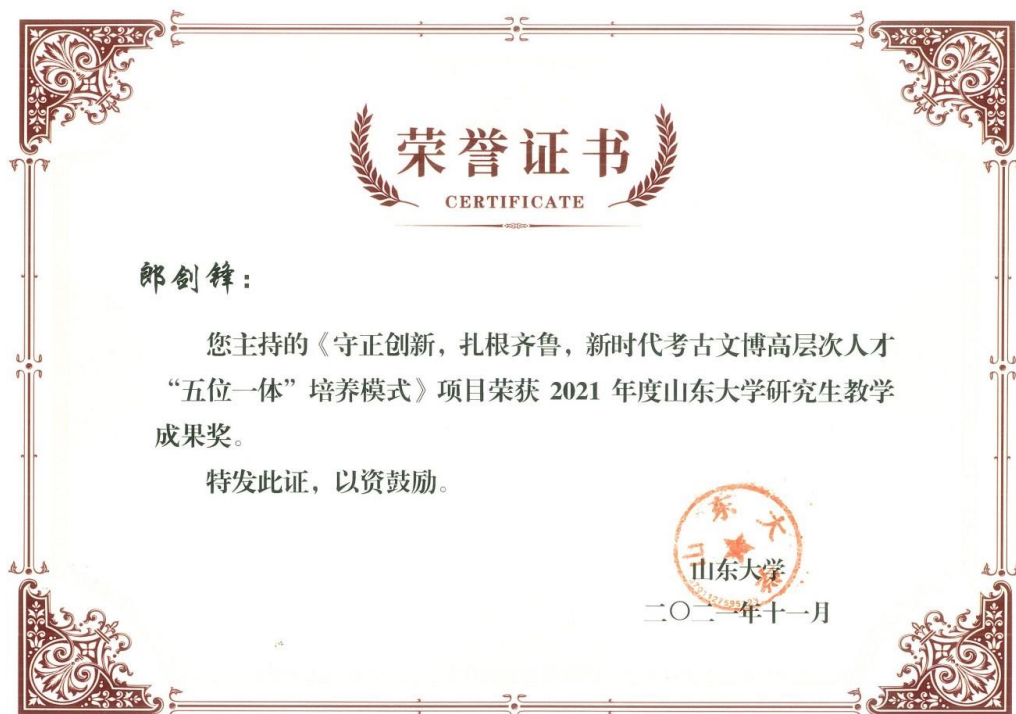 荣誉证书
CERTIFICATE
郎剑锋：
您主持的《守正创新，扎根齐鲁，新时代考古文博高层次人才
“五位一体”培养模式》项目荣获 2021 年度山东大学研究生教学
成果奖。
特发此证，以资鼓励。
山东大学
山东大学
二〇二一年十一月